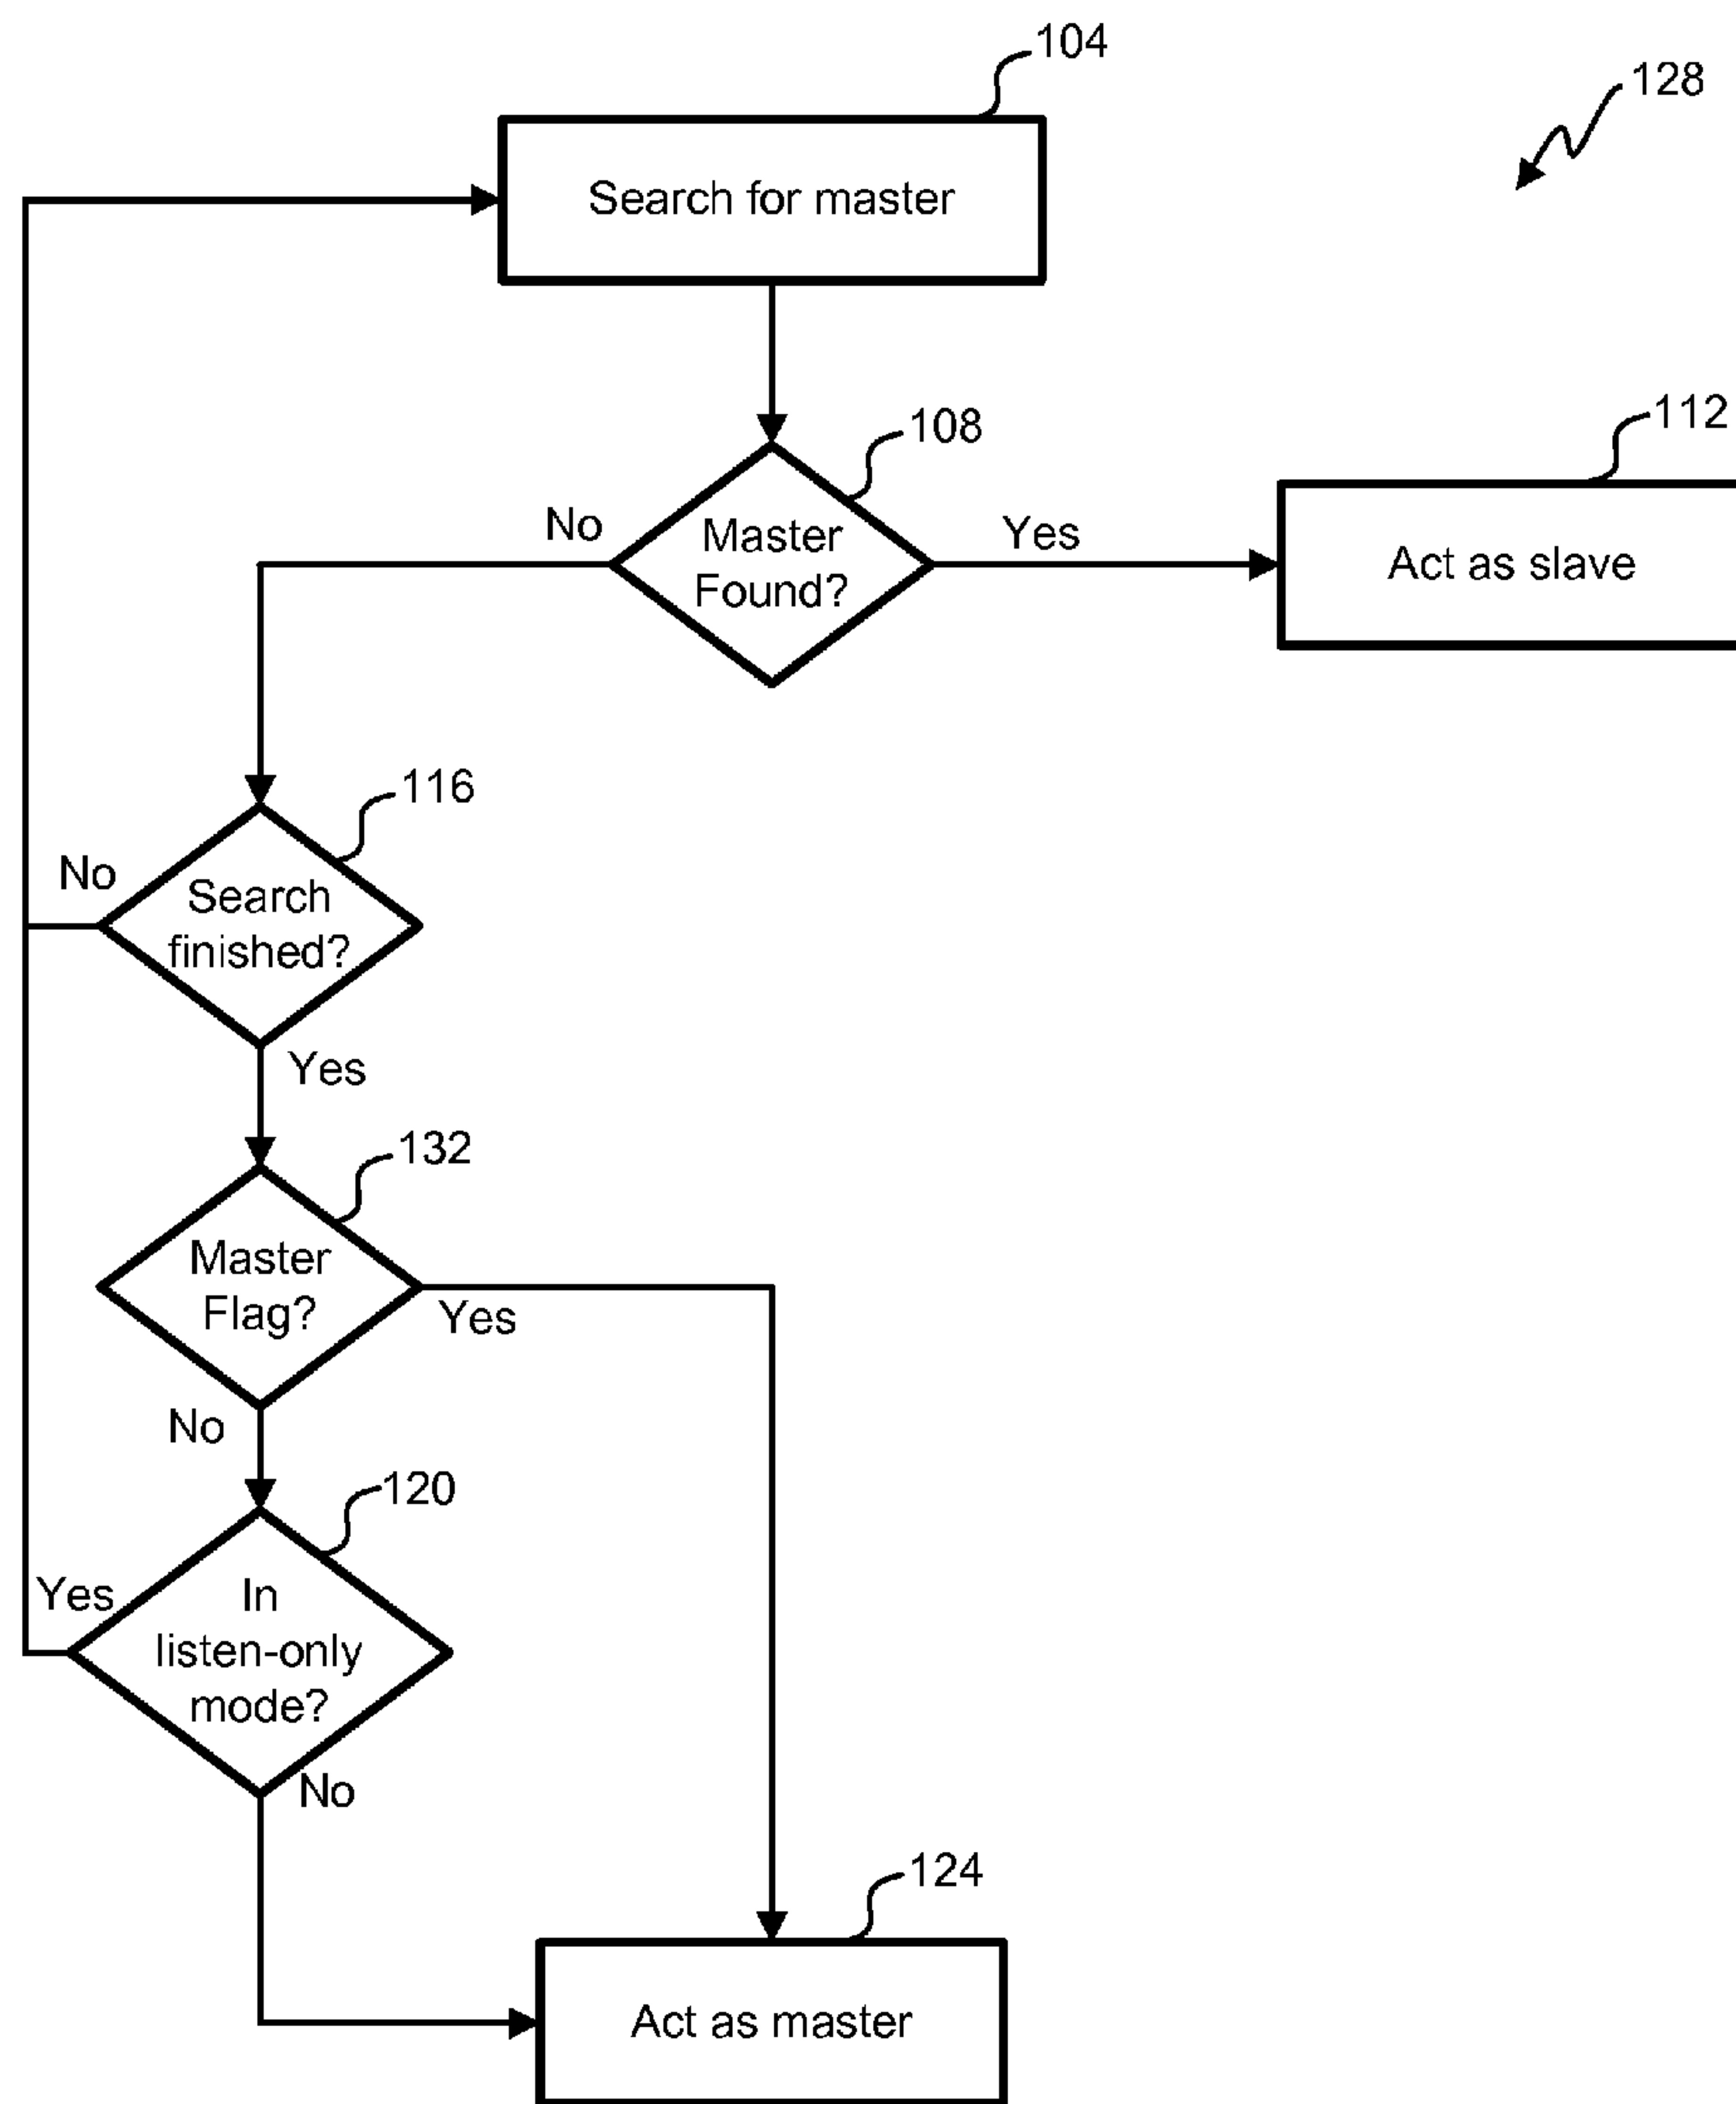 104
128
Search for master
108
112
No
Master
Found?
Yes
Act as slave
116
No
Search
finished?
Yes
132
Master
Flag?
Yes
No
120
Yes
In
listen-only
mode?
No
124
Act as master